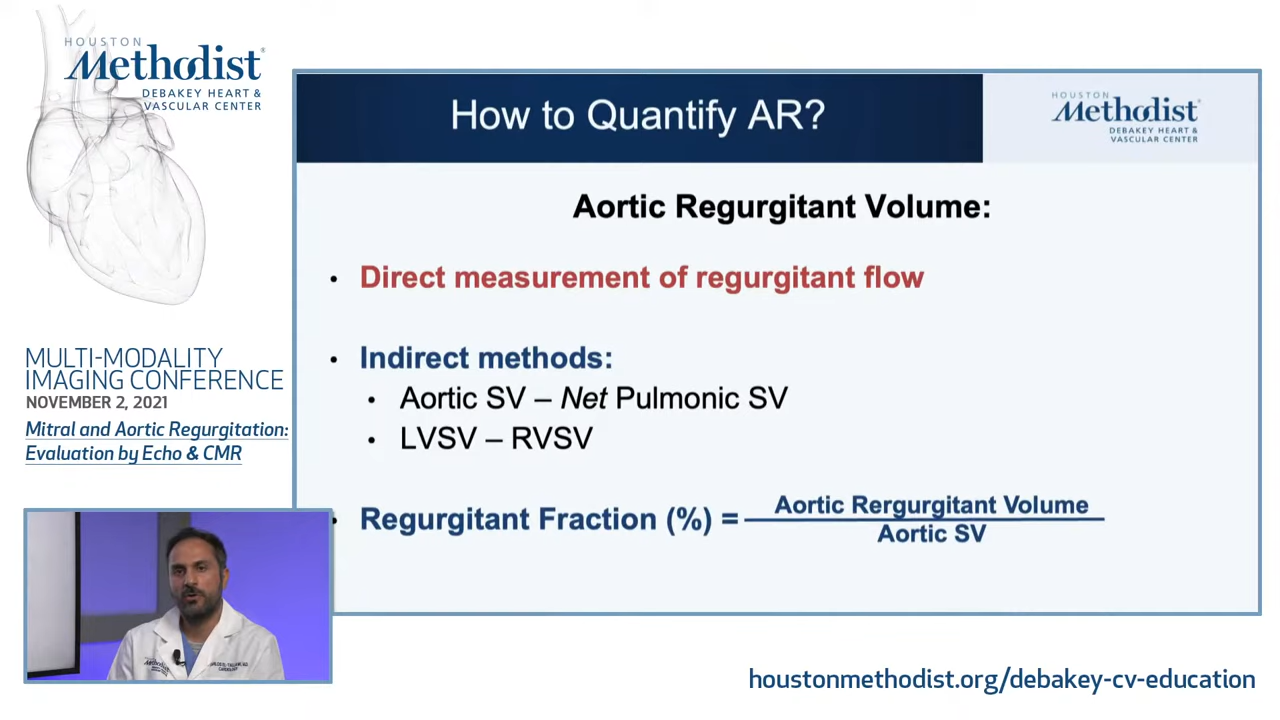 HOUSTON
Methodist®
DEBAKEY HEART &
VASCULAR CENTER
MULTI-MODALITY
IMAGING CONFERENCE
NOVEMBER 2, 2021
Mitral and Aortic Regurgitation:
Evaluation by Echo & CMR
How to Quantify AR?
HOUSTON
Methodist
DEBAKEY HEART &
VASCULAR CENTER
Aortic Regurgitant Volume:
• Direct measurement of regurgitant flow
• Indirect methods:
• Aortic SV – Net Pulmonic SV
• LVSV – RVSV
• Regurgitant Fraction (%) =
Aortic Rergurgitant Volume
Aortic SV
Methodist
CARDIOLOGY
houstonmethodist.org/debakey-cv-education